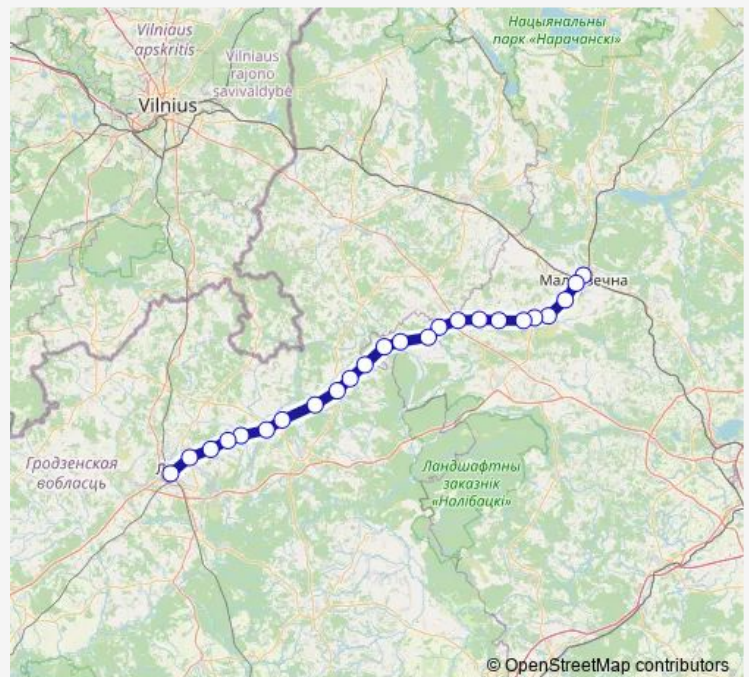 Нацыянальны
парк «Нарачанскі»
Vilniaus
apskritis
Vilniaus
rajono
savivaldybė
Vilnius
Гродзенская
вобласць
Ландшафтны
заказнік
«Налібацкі»
© OpenStreetMap contributors